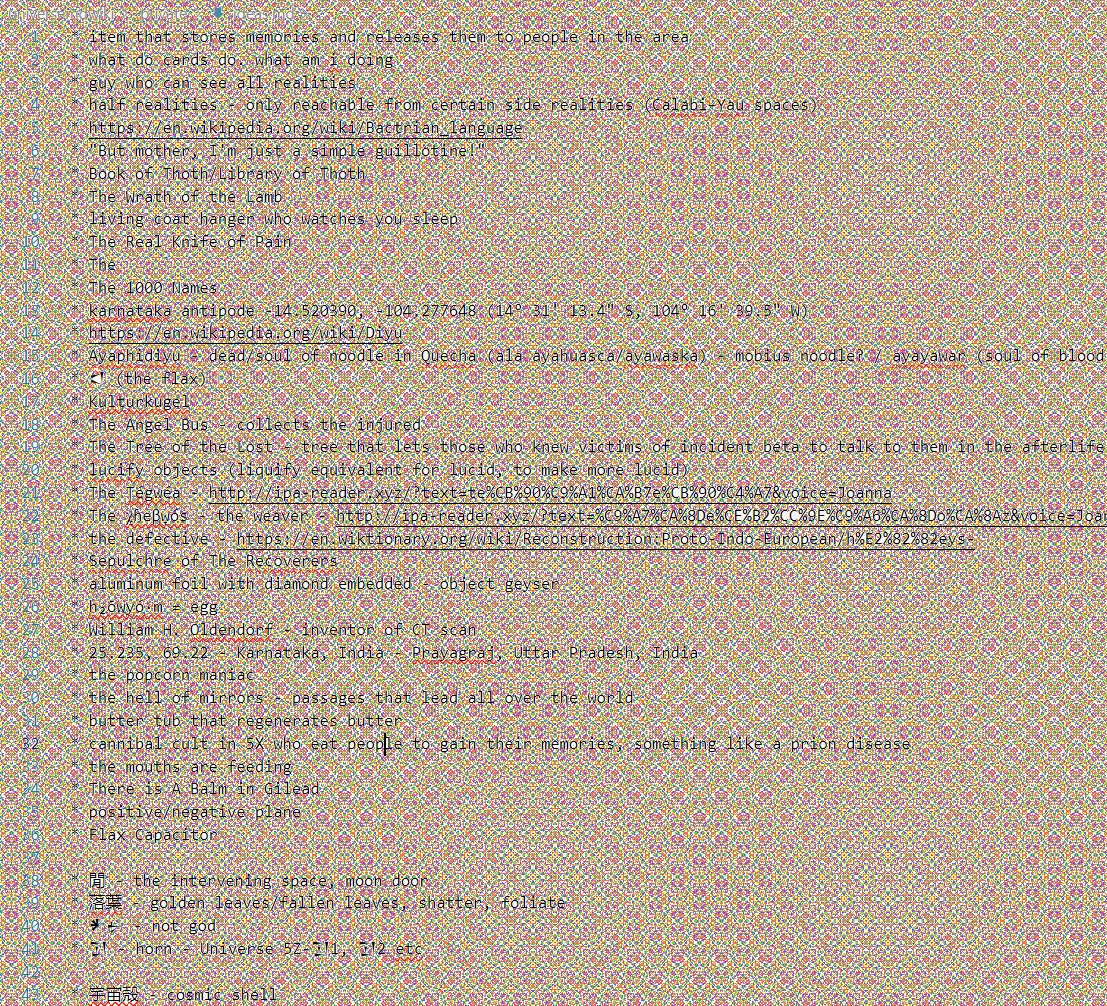 1 * item that stores memories and releases them to people in the area
2 * what do cards do. what am i doing
3 * guy who can see all realities
4 * half realities - only reachable from certain side realities (Calabi-Yau spaces)
5 * https://en.wikipedia.org/wiki/Bactrian_language
6 * "But mother, I'm just a simple guillotine!"
7 * Book of Thoth/Library of Thoth
8 * The Wrath of the Lamb
9 * living coat hanger who watches you sleep
10 * The Real Knife of Pain
11 * The
12 * The 1000 Names
13 * karnataka antipode -14.520390, -104.277648 (14° 31' 13.4" S, 104° 16' 39.5" W)
14 * https://en.wikipedia.org/wiki/Diyu
15 * Ayaphidiyu - dead/soul of noodle in Quecha (ala ayahuasca/ayawaska) - mobius noodle? / ayayawar (soul of blood
16 * (the flax)
17 * Kulturkugel
18 * The Angel Bus - collects the injured
19 * The Tree of the Lost - tree that lets those who knew victims of incident beta to talk to them in the afterlife
20 * lucify objects (liquify equivalent for lucid, to make more lucid)
21 * The Tēgwēa - http://ipa-reader.xyz/?text=te%CB%90%C9%A1%CA%B7e%CB%90%C4%A7&voice=Joanna
22 * The - the weaver - http://ipa-reader.xyz/?text=%C9%A7%CA%8De%CE%B2%CC%9E%C9%A6%CA%8Do%CA%8Az&voice=Joan
23 * the defective - https://en.wiktionary.org/wiki/Reconstruction:Proto-Indo-European/h%E2%82%82eys-
24 * Sepulchre of The Recoverers
25 * aluminum foil with diamond embedded - object geyser
26 * h₂ōwyó·m = egg
27 * William H. Oldendorf - inventor of CT scan
28 * 25.235, 69.22 - Karnataka, India - Prayagraj, Uttar Pradesh, India
29 * the popcorn maniac
30 * the hell of mirrors - passages that lead all over the world
31 * butter tub that regenerates butter
32 * cannibal cult in 5X who eat people to gain their memories, something like a prion disease
33 * the mouths are feeding
34 * There is A Balm in Gilead
35 * positive/negative plane
36 * Flax Capacitor
37
38 * 閒 - the intervening space, moon door
39 * 落葉 - golden leaves/fallen leaves, shatter, foliate
40 * - not god
41 * - horn - Universe 5Z-1, 2 etc
42
43 * 宇宙殻 - cosmic shell